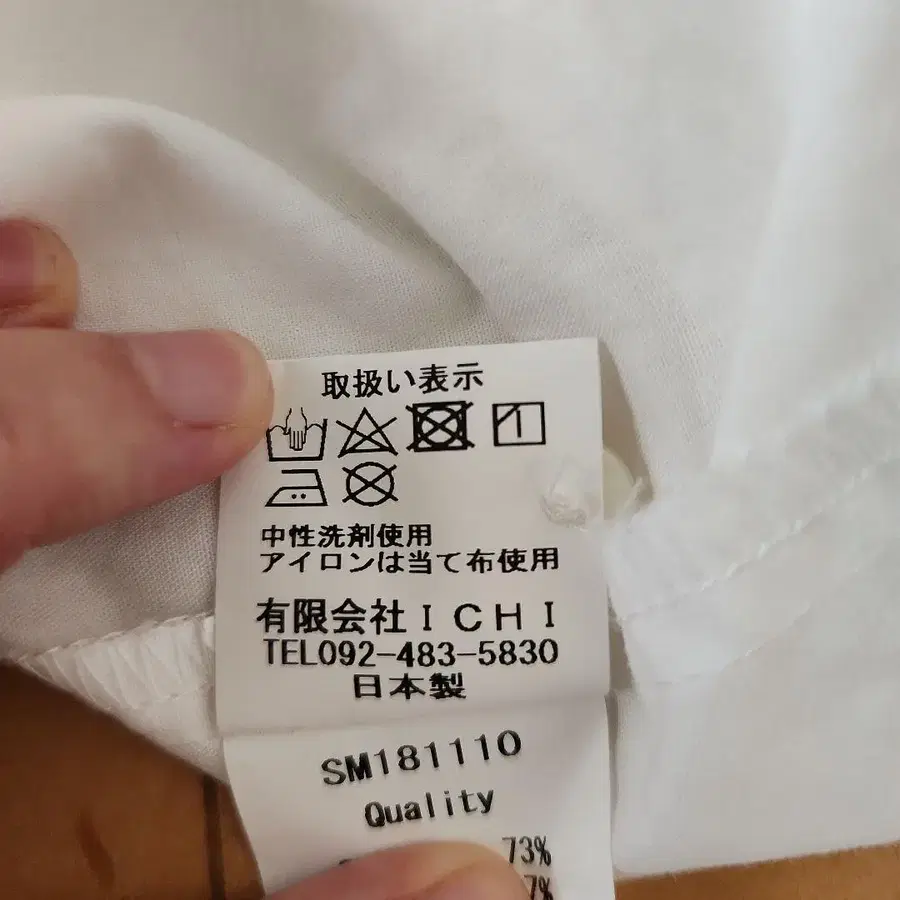 取扱い表示
中性洗剤使用
アイロンは当て布使用
有限会社ICHI
TEL092-483-5830
日本製
SM181110
Quality
73%
7%